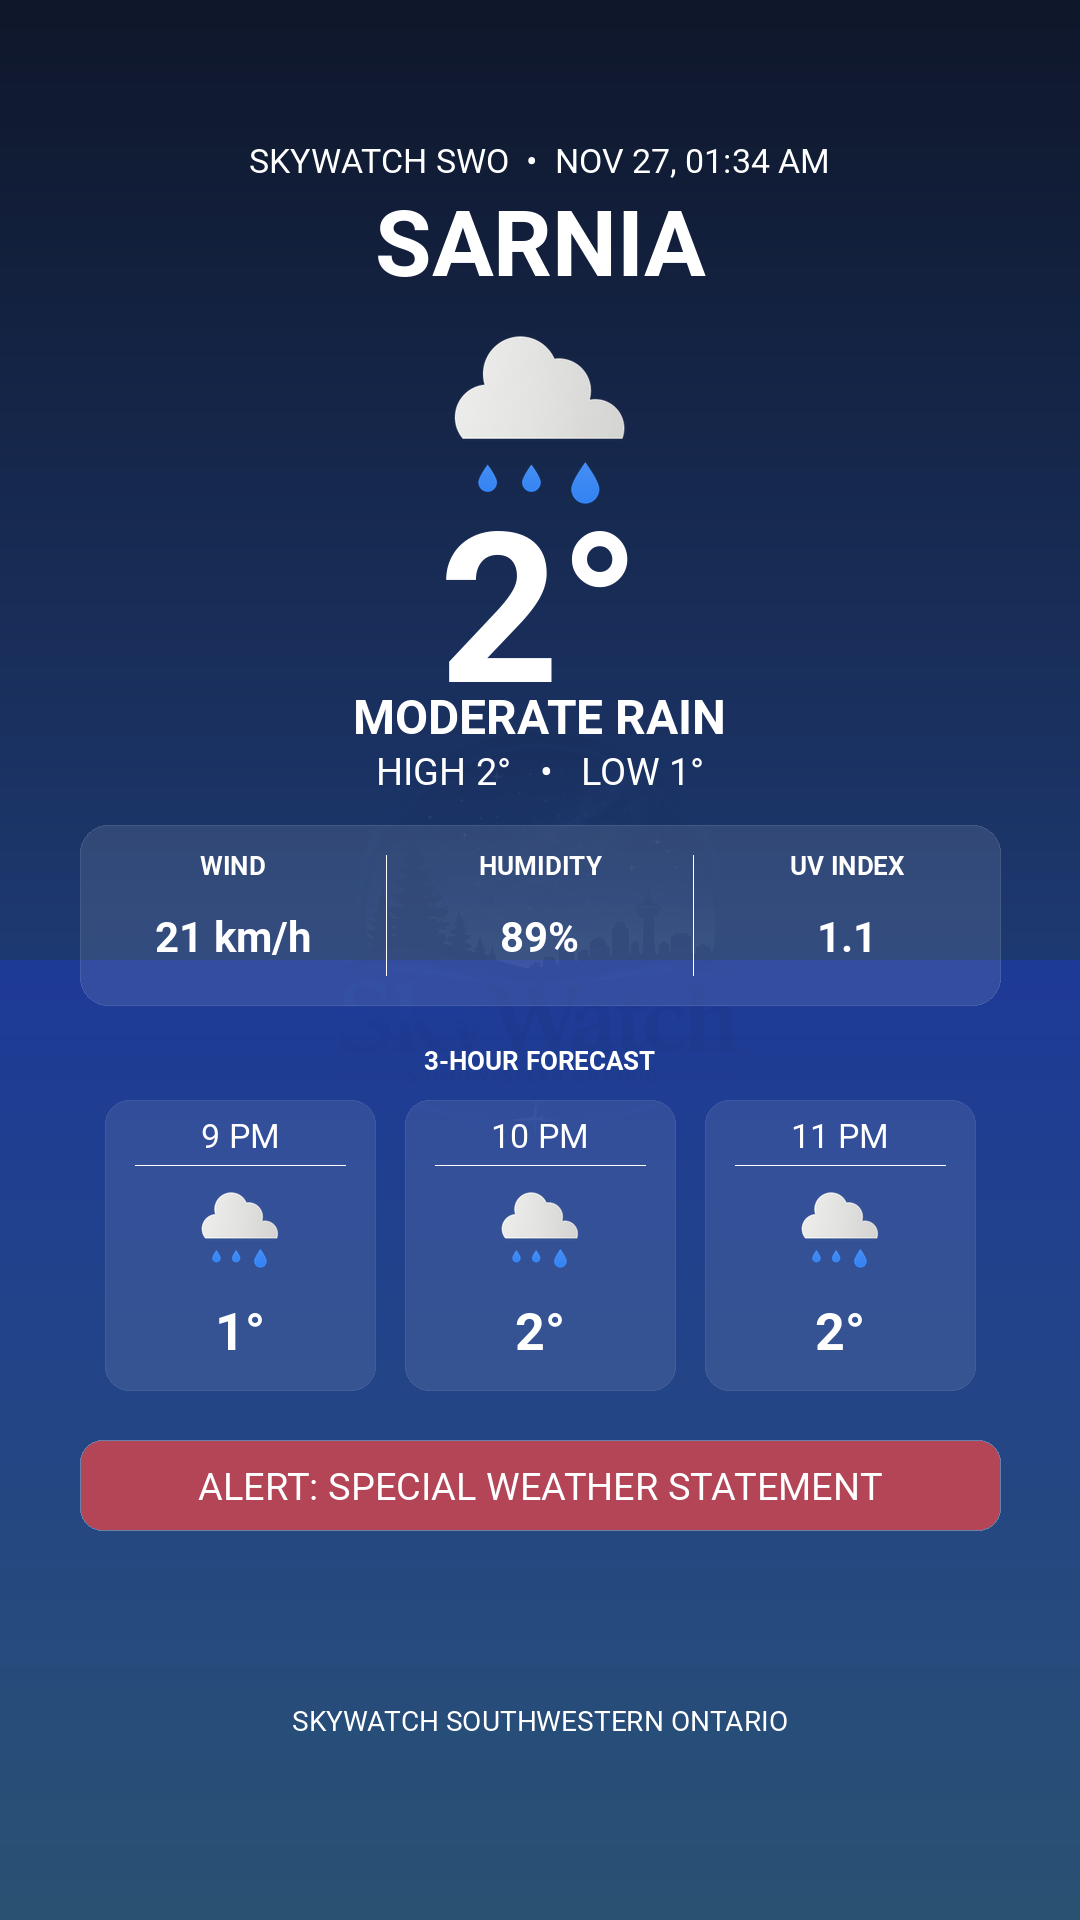 SKYWATCH SWO • NOV 27, 01:34 AM
SARNIA
2°
MODERATE RAIN
HIGH 2° • LOW 1°
WIND HUMIDITY UV INDEX
21 km/h 89% 1.1
SkyWatch
3-HOUR FORECAST
9 PM 10 PM 11 PM
1° 2° 2°
ALERT: SPECIAL WEATHER STATEMENT
SKYWATCH SOUTHWESTERN ONTARIO